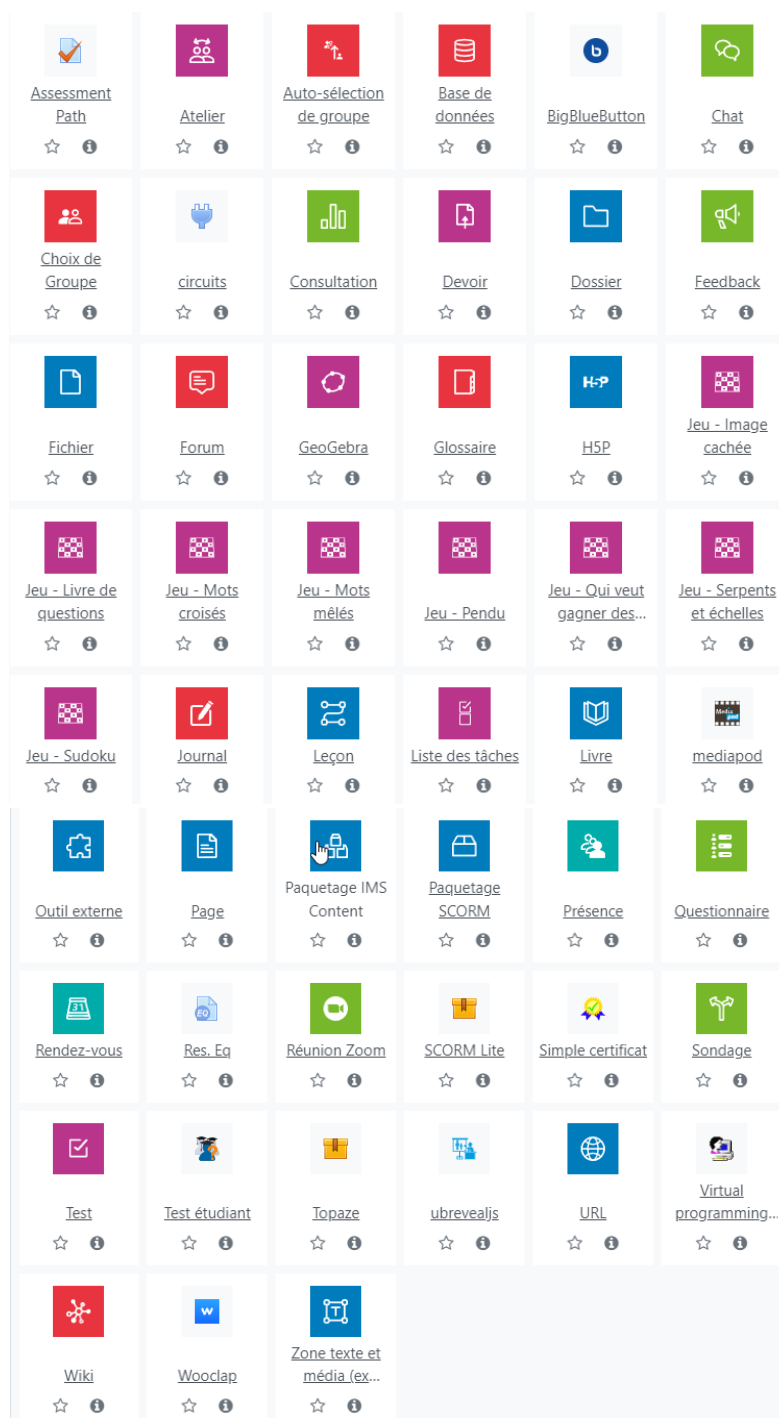 Assessment
Path
Atelier
Auto-sélection
de groupe
Base de
données
b
BigBlueButton
Chat
Choix de
Groupe
circuits
Consultation
Devoir
Dossier
Feedback
Fichier
Forum
GeoGebra
Glossaire
H5P
H5P
Jeu - Image
cachée
Jeu - Livre de
questions
Jeu - Mots
croisés
Jeu - Mots
mêlés
Jeu - Pendu
Jeu - Qui veut
gagner des...
Jeu - Serpents
et échelles
Jeu - Sudoku
Journal
Leçon
Liste des tâches
Livre
Media
pod
mediapod
Outil externe
Page
Paquetage IMS
Content
Paquetage
SCORM
Présence
Questionnaire
31
Rendez-vous
EQ
Res. Eq
Réunion Zoom
SCORM Lite
Simple certificat
Sondage
Test
Test étudiant
Topaze
ubrevealjs
URL
Virtual
programming...
Wiki
w
Wooclap
T
Zone texte et
média (ex...